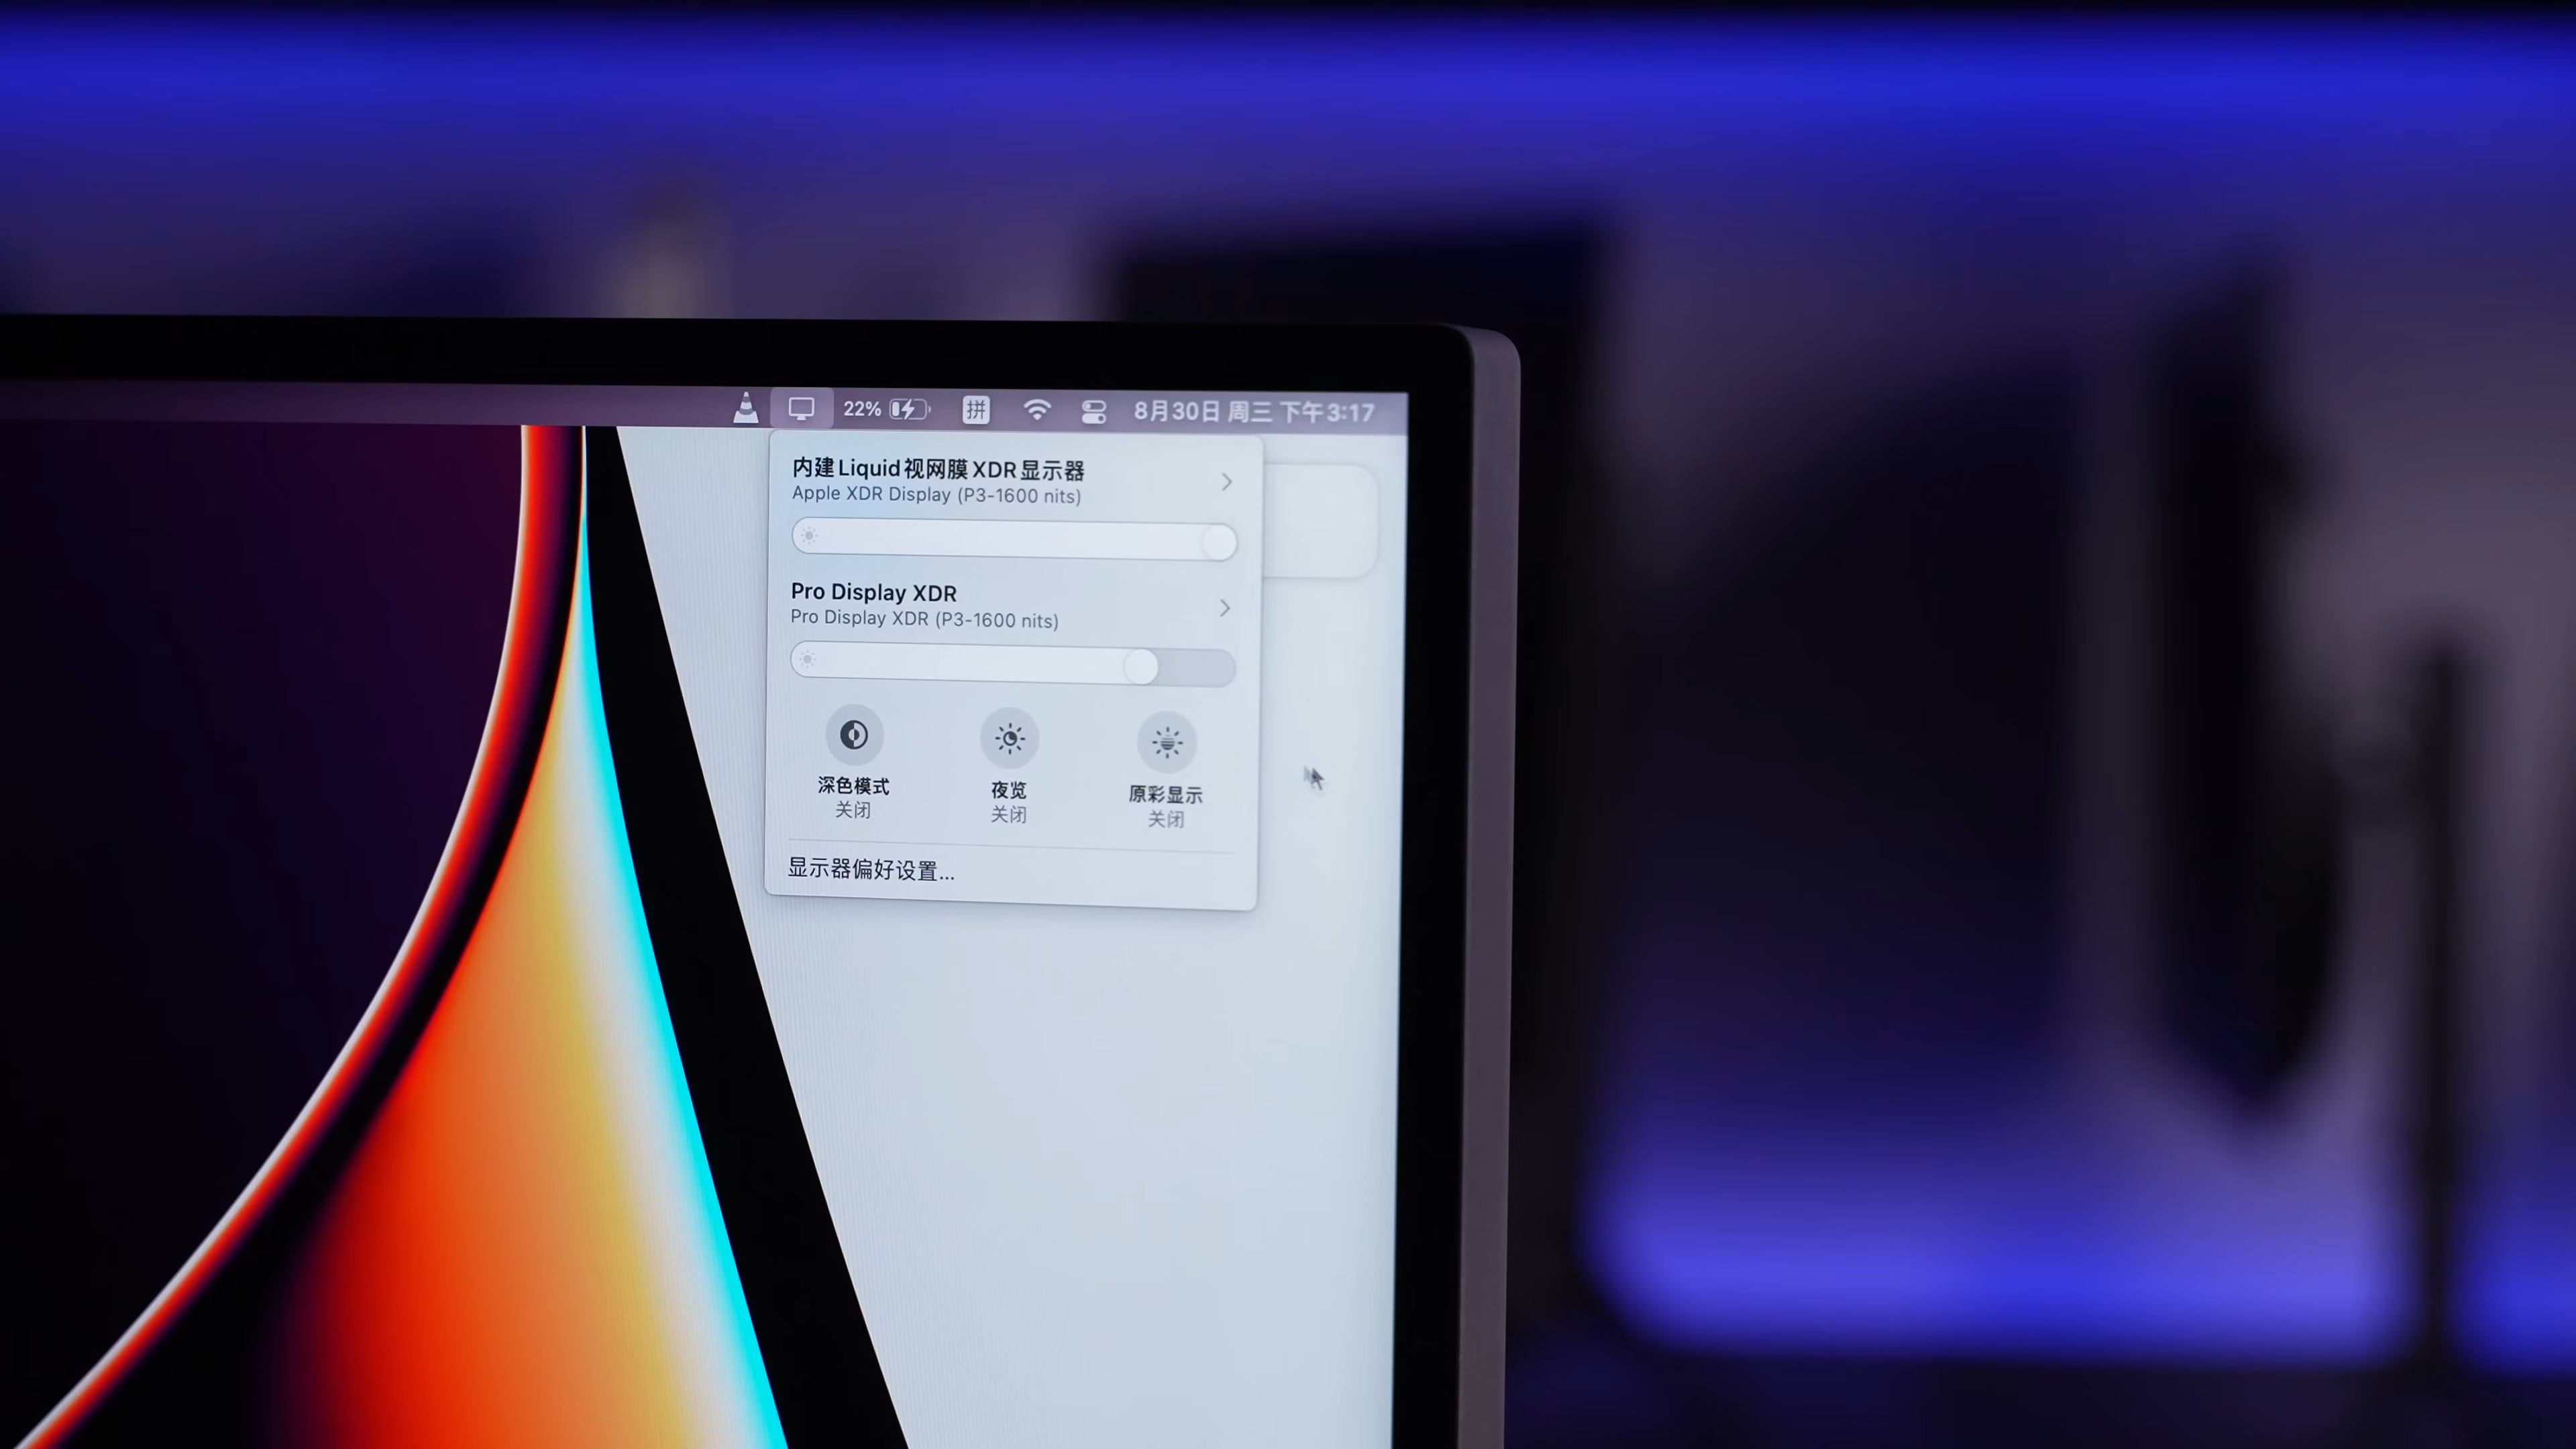 22% 拼 8月30日 周三 下午3:17
内建Liquid视网膜XDR显示器
Apple XDR Display (P3-1600 nits)
Pro Display XDR
Pro Display XDR (P3-1600 nits)
深色模式 夜览 原彩显示
关闭 关闭 关闭
显示器偏好设置...